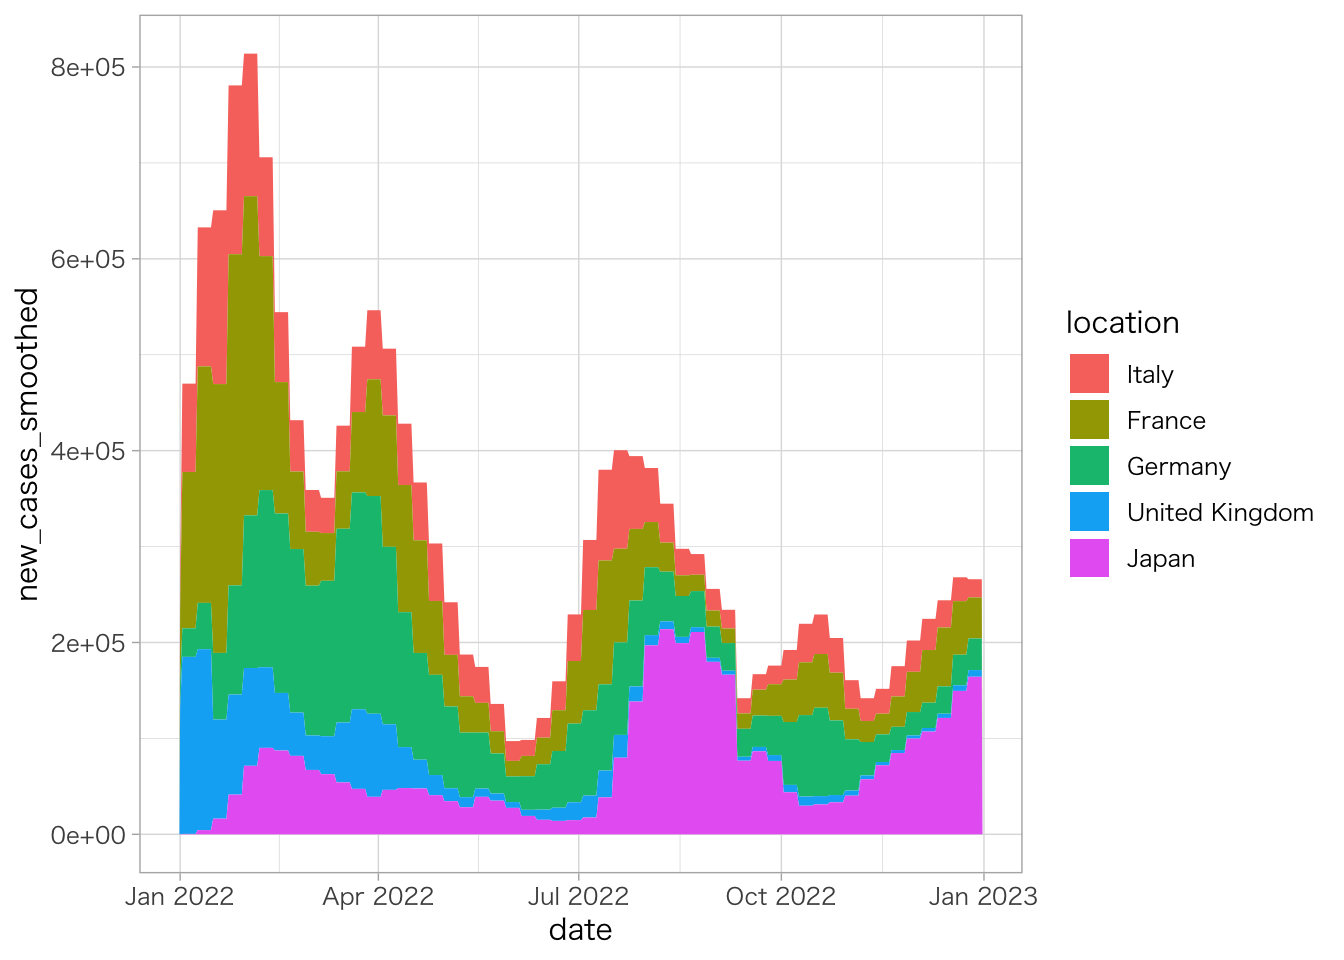 new_cases_smoothed
8e+05
6e+05
4e+05
2e+05
0e+00
Jan 2022 Apr 2022 Jul 2022 Oct 2022 Jan 2023
date
location
Italy
France
Germany
United Kingdom
Japan